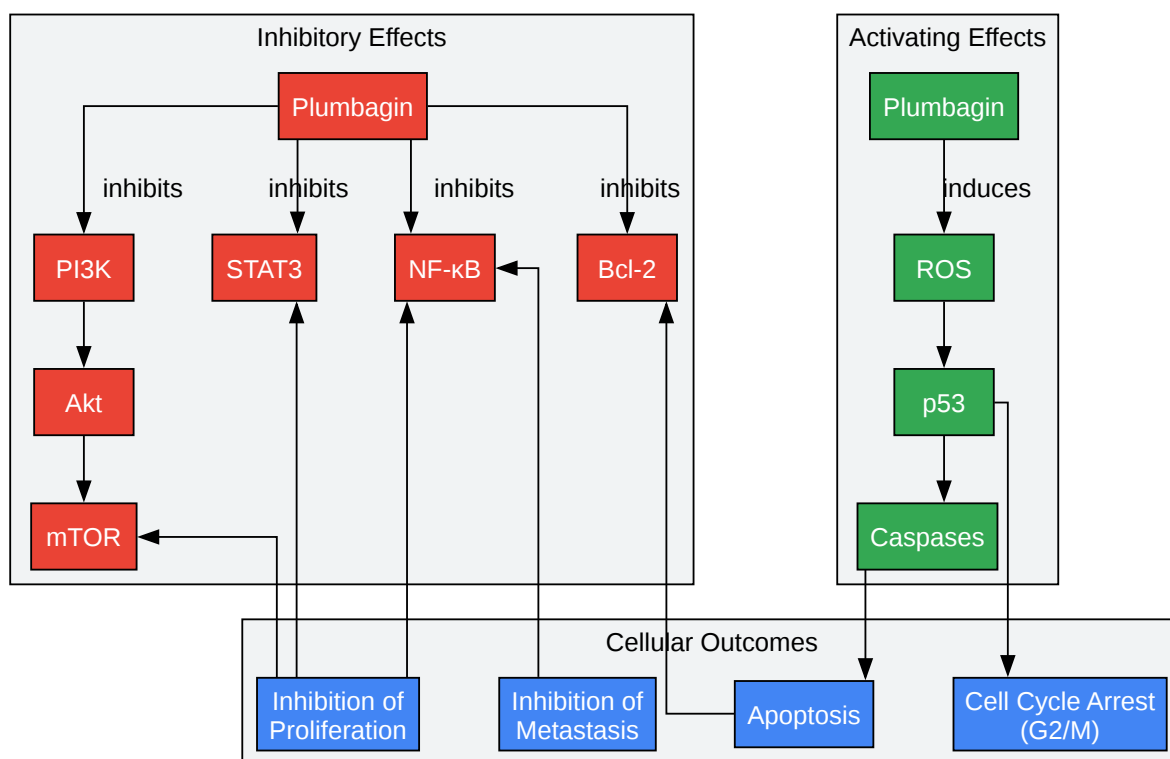 Inhibitory Effects
Activating Effects
Plumbagin
Plumbagin
inhibits
inhibits
inhibits
inhibits
induces
PI3K
STAT3
NF-κB
Bcl-2
ROS
Akt
p53
mTOR
Caspases
Cellular Outcomes
Inhibition of
Proliferation
Inhibition of
Metastasis
Apoptosis
Cell Cycle Arrest
(G2/M)